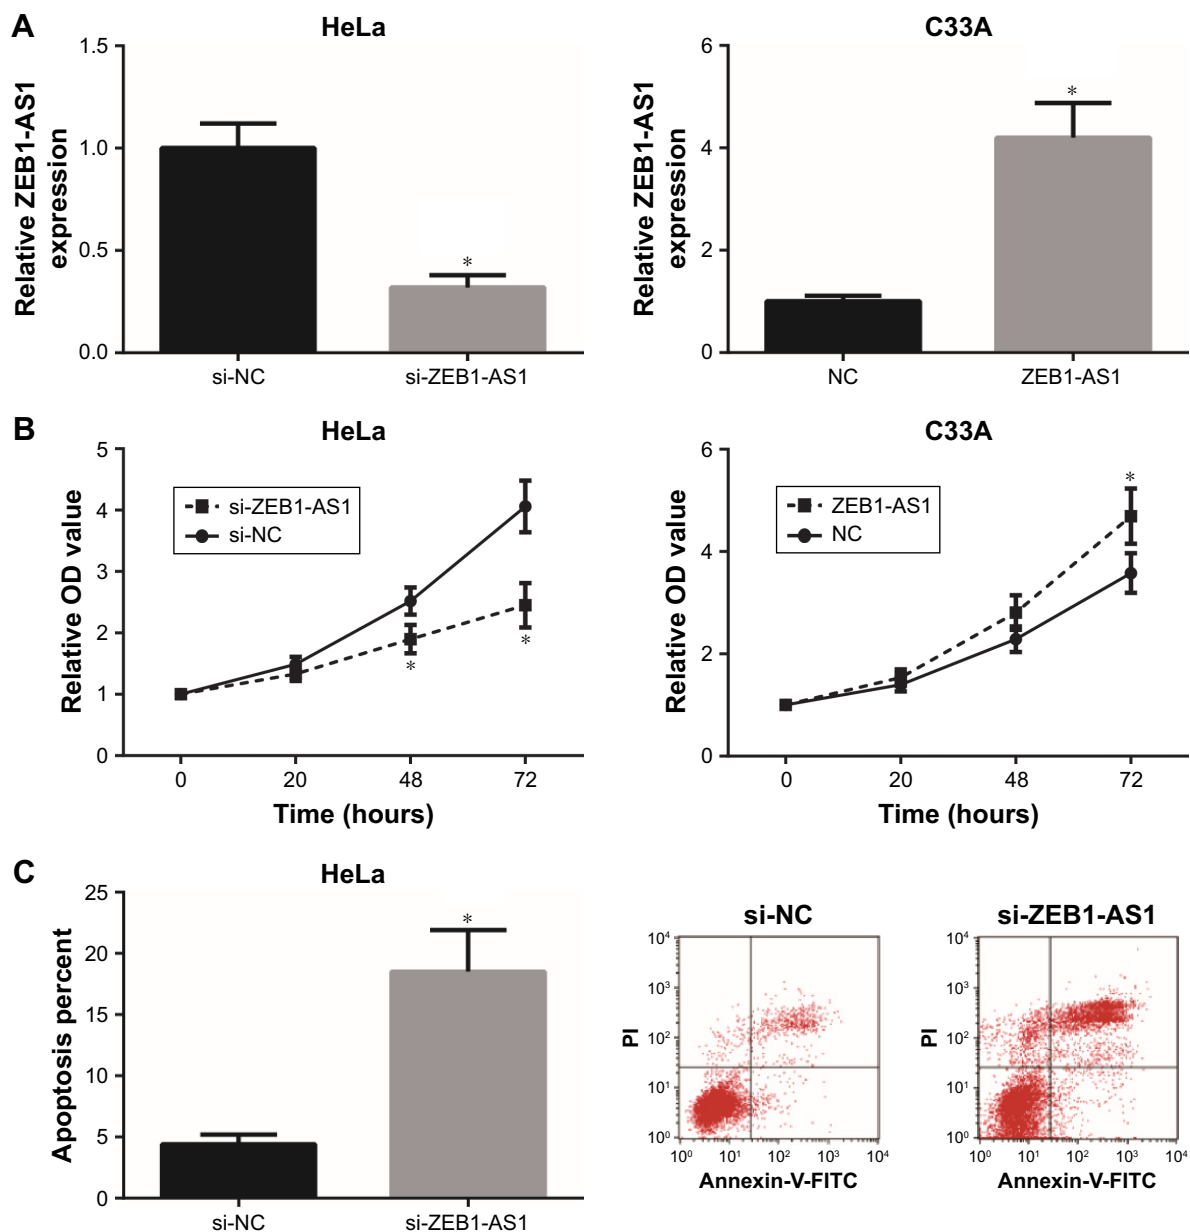 A
HeLa
Relative ZEB1-AS1
expression
1.5
1.0
0.5
0.0
*
si-NC
si-ZEB1-AS1
C33A
Relative ZEB1-AS1
expression
6
4
2
0
*
NC
ZEB1-AS1
B
HeLa
Relative OD value
5
4
3
2
1
0
si-ZEB1-AS1
si-NC
*
*
0 20 48 72
Time (hours)
C33A
Relative OD value
6
4
2
0
ZEB1-AS1
NC
*
0 20 48 72
Time (hours)
C
HeLa
Apoptosis percent
25
20
15
10
5
0
*
si-NC
si-ZEB1-AS1
si-NC
PI
10⁴
10³
10²
10¹
10⁰
10⁰ 10¹ 10² 10³ 10⁴
Annexin-V-FITC
si-ZEB1-AS1
PI
10⁴
10³
10²
10¹
10⁰
10⁰ 10¹ 10² 10³ 10⁴
Annexin-V-FITC